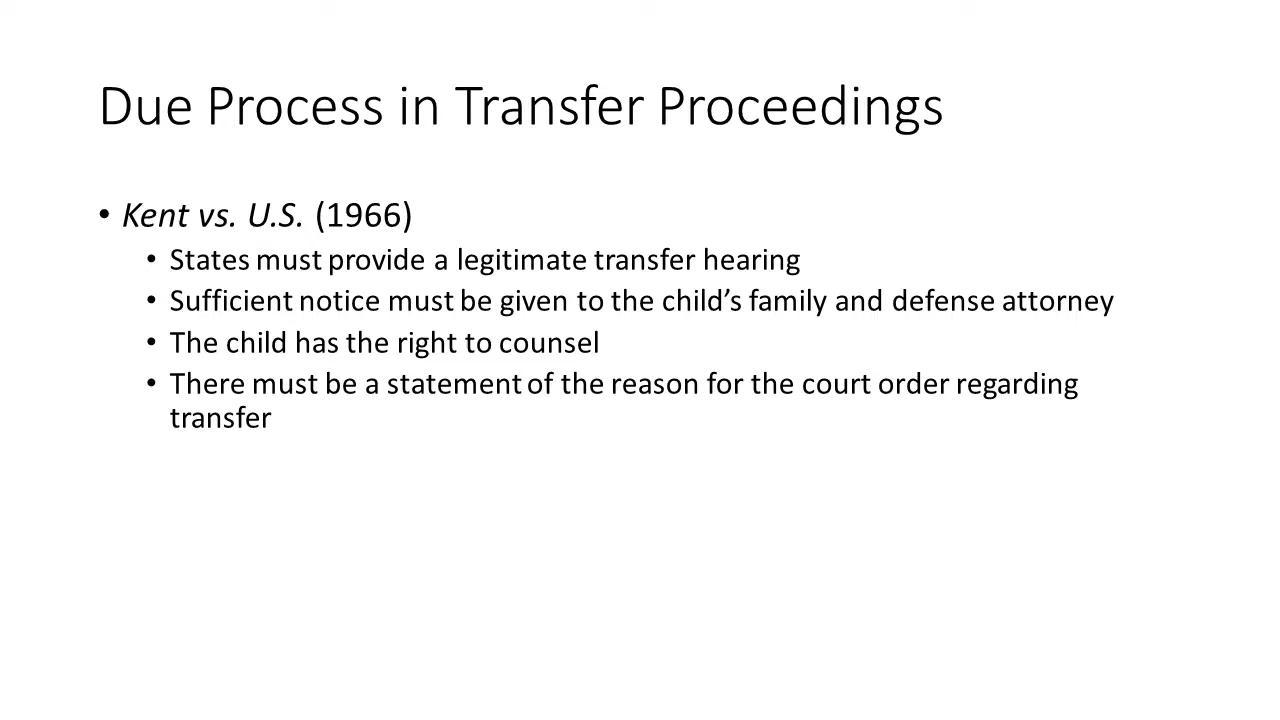 Due Process in Transfer Proceedings
• Kent vs. U.S. (1966)
• States must provide a legitimate transfer hearing
• Sufficient notice must be given to the child’s family and defense attorney
• The child has the right to counsel
• There must be a statement of the reason for the court order regarding
transfer